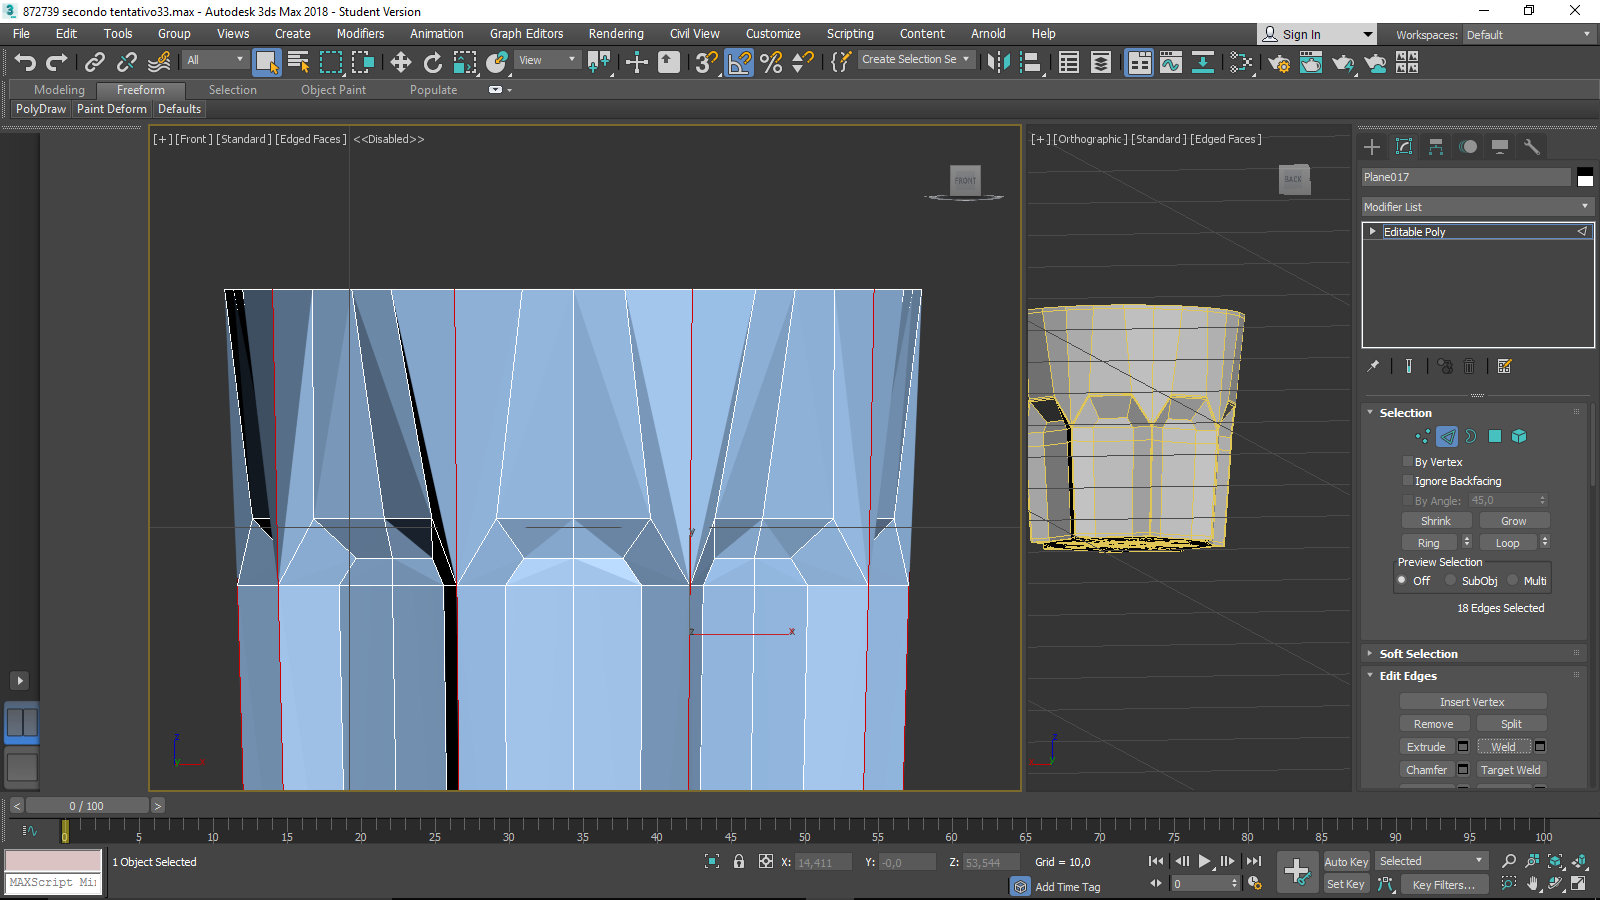 3 872739 secondo tentativo33.max - Autodesk 3ds Max 2018 - Student Version
File Edit Tools Group Views Create Modifiers Animation Graph Editors Rendering Civil View Customize Scripting Content Arnold Help Sign In Workspaces: Default
All View Create Selection Se
Modeling Freeform Selection Object Paint Populate
PolyDraw Paint Deform Defaults
[+] [Front ] [Standard ] [Edged Faces ] <<Disabled>>
[+] [Orthographic ] [Standard ] [Edged Faces ]
FRONT
BACK
Plane017
Modifier List
Editable Poly
Selection
By Vertex
Ignore Backfacing
By Angle: 45,0
Shrink Grow
Ring Loop
Preview Selection
Off SubObj Multi
18 Edges Selected
Soft Selection
Edit Edges
Insert Vertex
Remove Split
Extrude Weld
Chamfer Target Weld
y
z x
z
x
y
z
x
y
< 0 / 100 >
0 5 10 15 20 25 30 35 40 45 50 55 60 65 70 75 80 85 90 95 100
1 Object Selected X: 14,411 Y: -0,0 Z: 53,544 Grid = 10,0 Auto Key Selected
MAXScript Mi Add Time Tag 0 Set Key Key Filters...